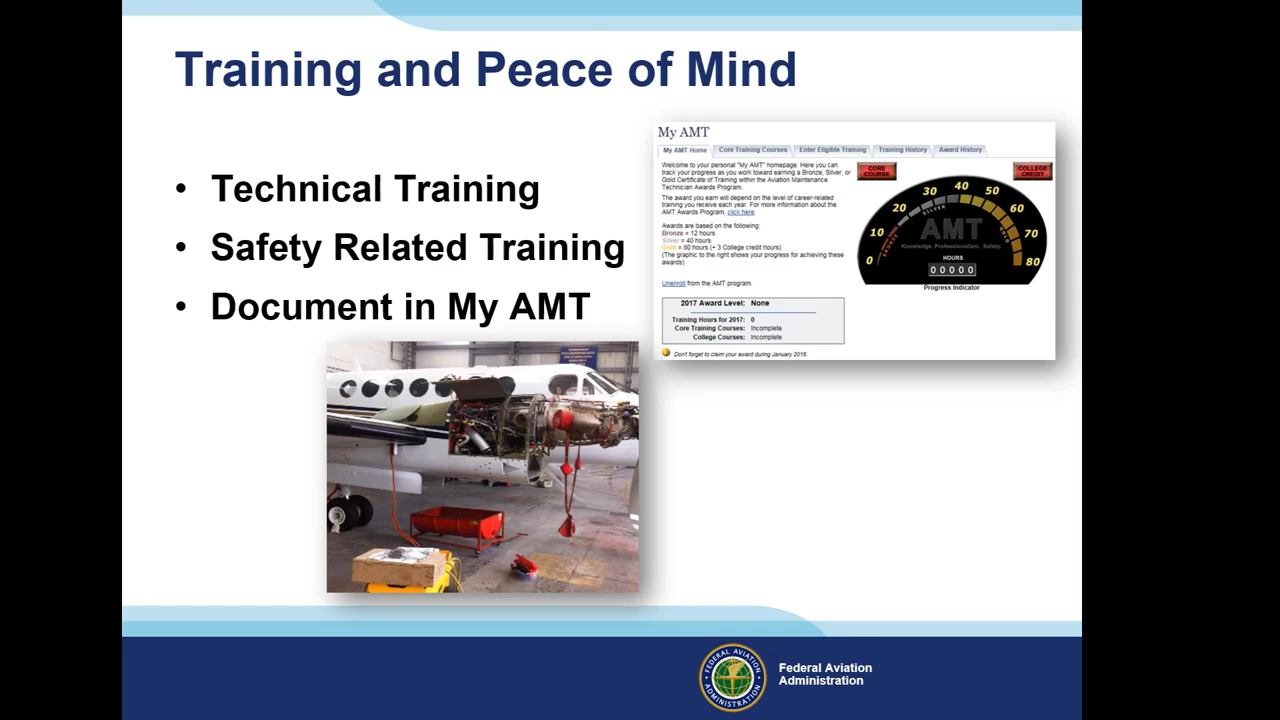 Training and Peace of Mind
• Technical Training
• Safety Related Training
• Document in My AMT
My AMT
My AMT Home
Core Training Courses
Enter Eligible Training
Training History
Award History
Welcome to your personal "My AMT" homepage. Here you can
track your progress as you work toward earning a Bronze, Silver, or
Gold Certificate of Training within the Aviation Maintenance
Technician Awards Program.
The award you earn will depend on the level of career-related
training you receive each year. For more information about the
AMT Awards Program, click here.
Awards are based on the following:
Bronze = 12 hours
Silver = 40 hours
Gold = 80 hours (+ 3 College credit hours)
(The graphic to the right shows your progress for achieving these
awards)
Unenroll from the AMT program.
2017 Award Level: None
Training Hours for 2017: 0
Core Training Courses: Incomplete
College Courses: Incomplete
Don't forget to claim your award during January 2018.
CORE
COURSE
COLLEGE
CREDIT
0 10 20 30 40 50 60 70 80
BRONZE
SILVER
GOLD
AMT
Knowledge. Professionalism. Safety.
HOURS
00000
Progress Indicator
FEDERAL AVIATION
ADMINISTRATION
Federal Aviation
Administration